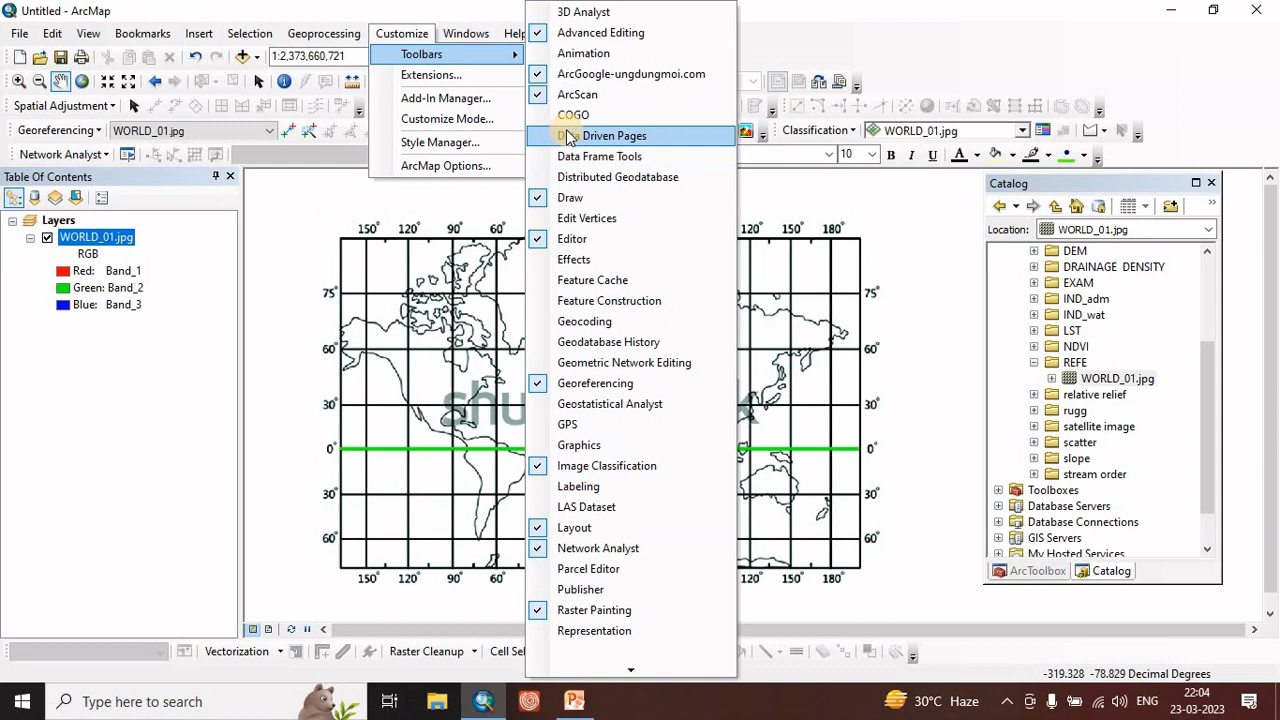 Untitled - ArcMap
File Edit View Bookmarks Insert Selection Geoprocessing Customize Windows Help
1:2,373,660,721
Spatial Adjustment
Georeferencing WORLD_01.jpg
Classification WORLD_01.jpg
Network Analyst
10 B I U A
Toolbars
Extensions...
Add-In Manager...
Customize Mode...
Style Manager...
ArcMap Options...
3D Analyst
Advanced Editing
Animation
ArcGoogle-ungdungmoi.com
ArcScan
COGO
Data Driven Pages
Data Frame Tools
Distributed Geodatabase
Draw
Edit Vertices
Editor
Effects
Feature Cache
Feature Construction
Geocoding
Geodatabase History
Geometric Network Editing
Georeferencing
Geostatistical Analyst
GPS
Graphics
Image Classification
Labeling
LAS Dataset
Layout
Network Analyst
Parcel Editor
Publisher
Raster Painting
Representation
Table Of Contents
Layers
WORLD_01.jpg
RGB
Red: Band_1
Green: Band_2
Blue: Band_3
150° 120° 90° 60°
75° 75°
60° 60°
30° 30°
shu k
0° 0°
30° 30°
60° 60°
150° 120° 90° 60° 120° 150° 180°
Catalog
Location: WORLD_01.jpg
DEM
DRAINAGE DENSITY
EXAM
IND_adm
IND_wat
LST
NDVI
REFE
WORLD_01.jpg
relative relief
rugg
satellite image
scatter
slope
stream order
Toolboxes
Database Servers
Database Connections
GIS Servers
My Hosted Services
ArcToolbox Catalog
Vectorization Raster Cleanup Cell Sel
-319.328 -78.829 Decimal Degrees
Type here to search
30°C Haze
ENG
22:04
23-03-2023